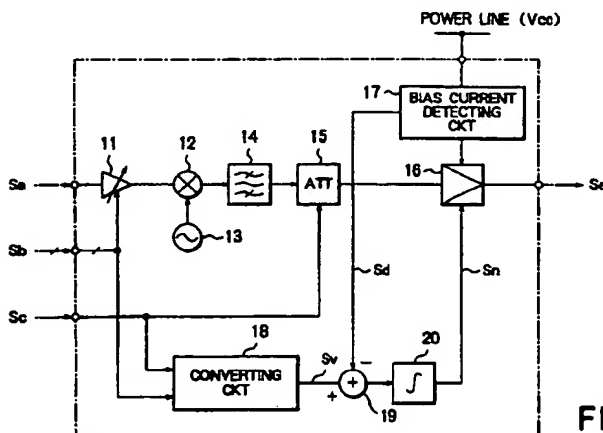 POWER LINE (Vcc)
17
BIAS CURRENT
DETECTING
CKT
11
12
14
15
16
Sa
ATT
13
Sb
Sd
Sn
Sc
18
CONVERTING
CKT
Sv
-
+
+
19
20
∫